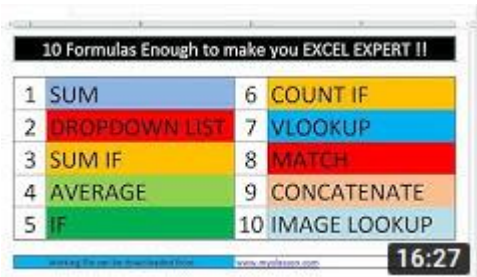 10 Formulas Enough to make you EXCEL EXPERT !!
1 SUM
2 DROPDOWN LIST
3 SUM IF
4 AVERAGE
5 IF
6 COUNT IF
7 VLOOKUP
8 MATCH
9 CONCATENATE
10 IMAGE LOOKUP
16:27